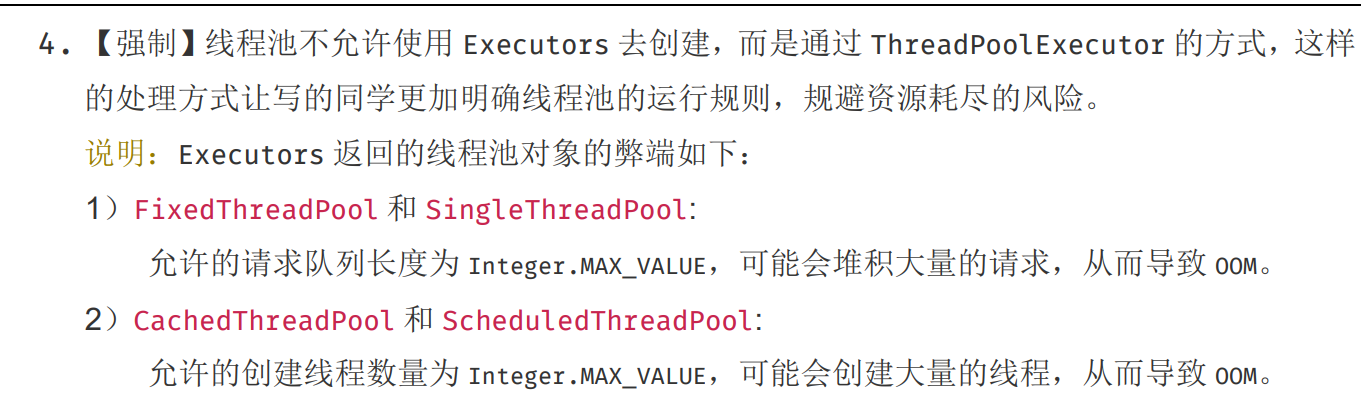 4. 【强制】线程池不允许使用 Executors 去创建，而是通过 ThreadPoolExecutor 的方式，这样
的处理方式让写的同学更加明确线程池的运行规则，规避资源耗尽的风险。
说明：Executors 返回的线程池对象的弊端如下：
1）FixedThreadPool 和 SingleThreadPool:
允许的请求队列长度为 Integer.MAX_VALUE，可能会堆积大量的请求，从而导致 OOM。
2）CachedThreadPool 和 ScheduledThreadPool:
允许的创建线程数量为 Integer.MAX_VALUE，可能会创建大量的线程，从而导致 OOM。